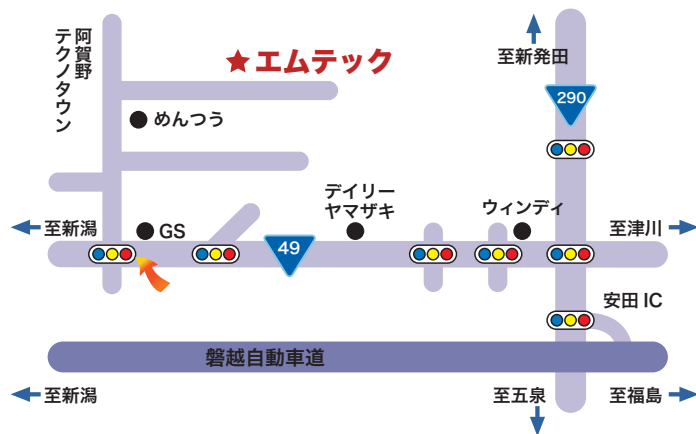 阿賀野
テクノタウン
★エムテック
至新発田
290
めんつう
デイリー
ヤマザキ
ウィンディ
至新潟
GS
至津川
49
安田 IC
磐越自動車道
至新潟
至五泉
至福島